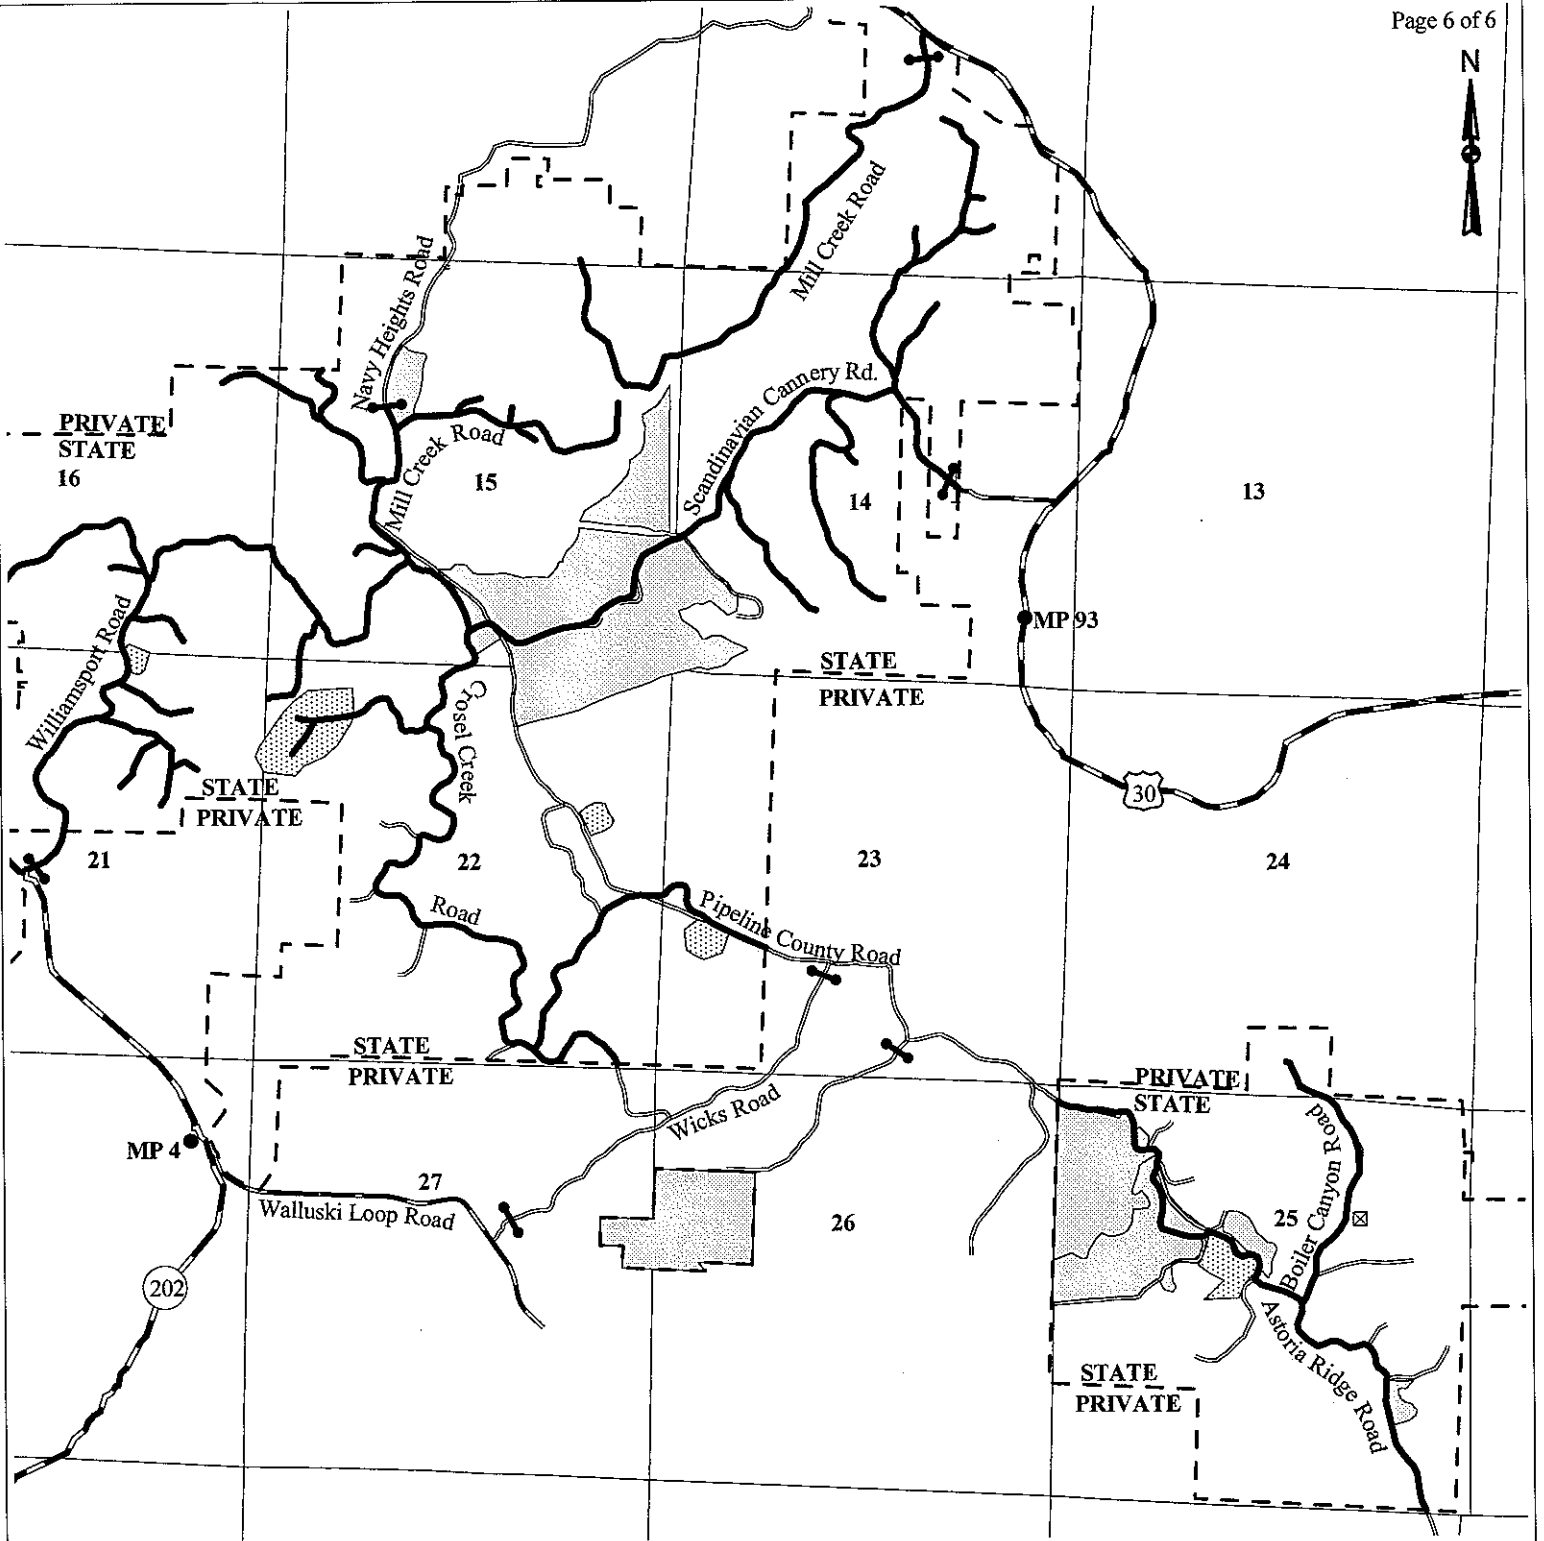 Page 6 of 6
N
Navy Heights Road
Mill Creek Road
Scandinavian Cannery Rd.
PRIVATE
STATE
16
Mill Creek Road
15
14
13
MP 93
Williamsport Road
STATE
PRIVATE
Crosel Creek
Road
STATE
PRIVATE
30
21
22
23
24
Pipeline County Road
STATE
PRIVATE
PRIVATE
STATE
Wicks Road
MP 4
27
Walluski Loop Road
26
25
Boiler Canyon Road
202
Astoria Ridge Road
STATE
PRIVATE